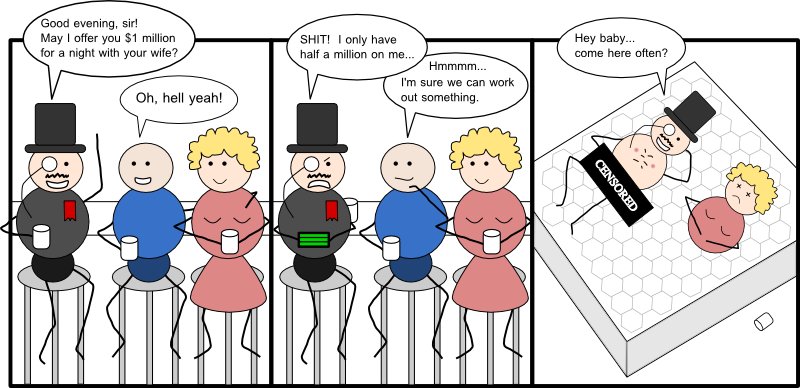 Good evening, sir!
May I offer you $1 million
for a night with your wife?
Oh, hell yeah!
SHIT!  I only have
half a million on me...
Hmmmm...
I'm sure we can work
out something.
Hey baby...
come here often?
CENSORED